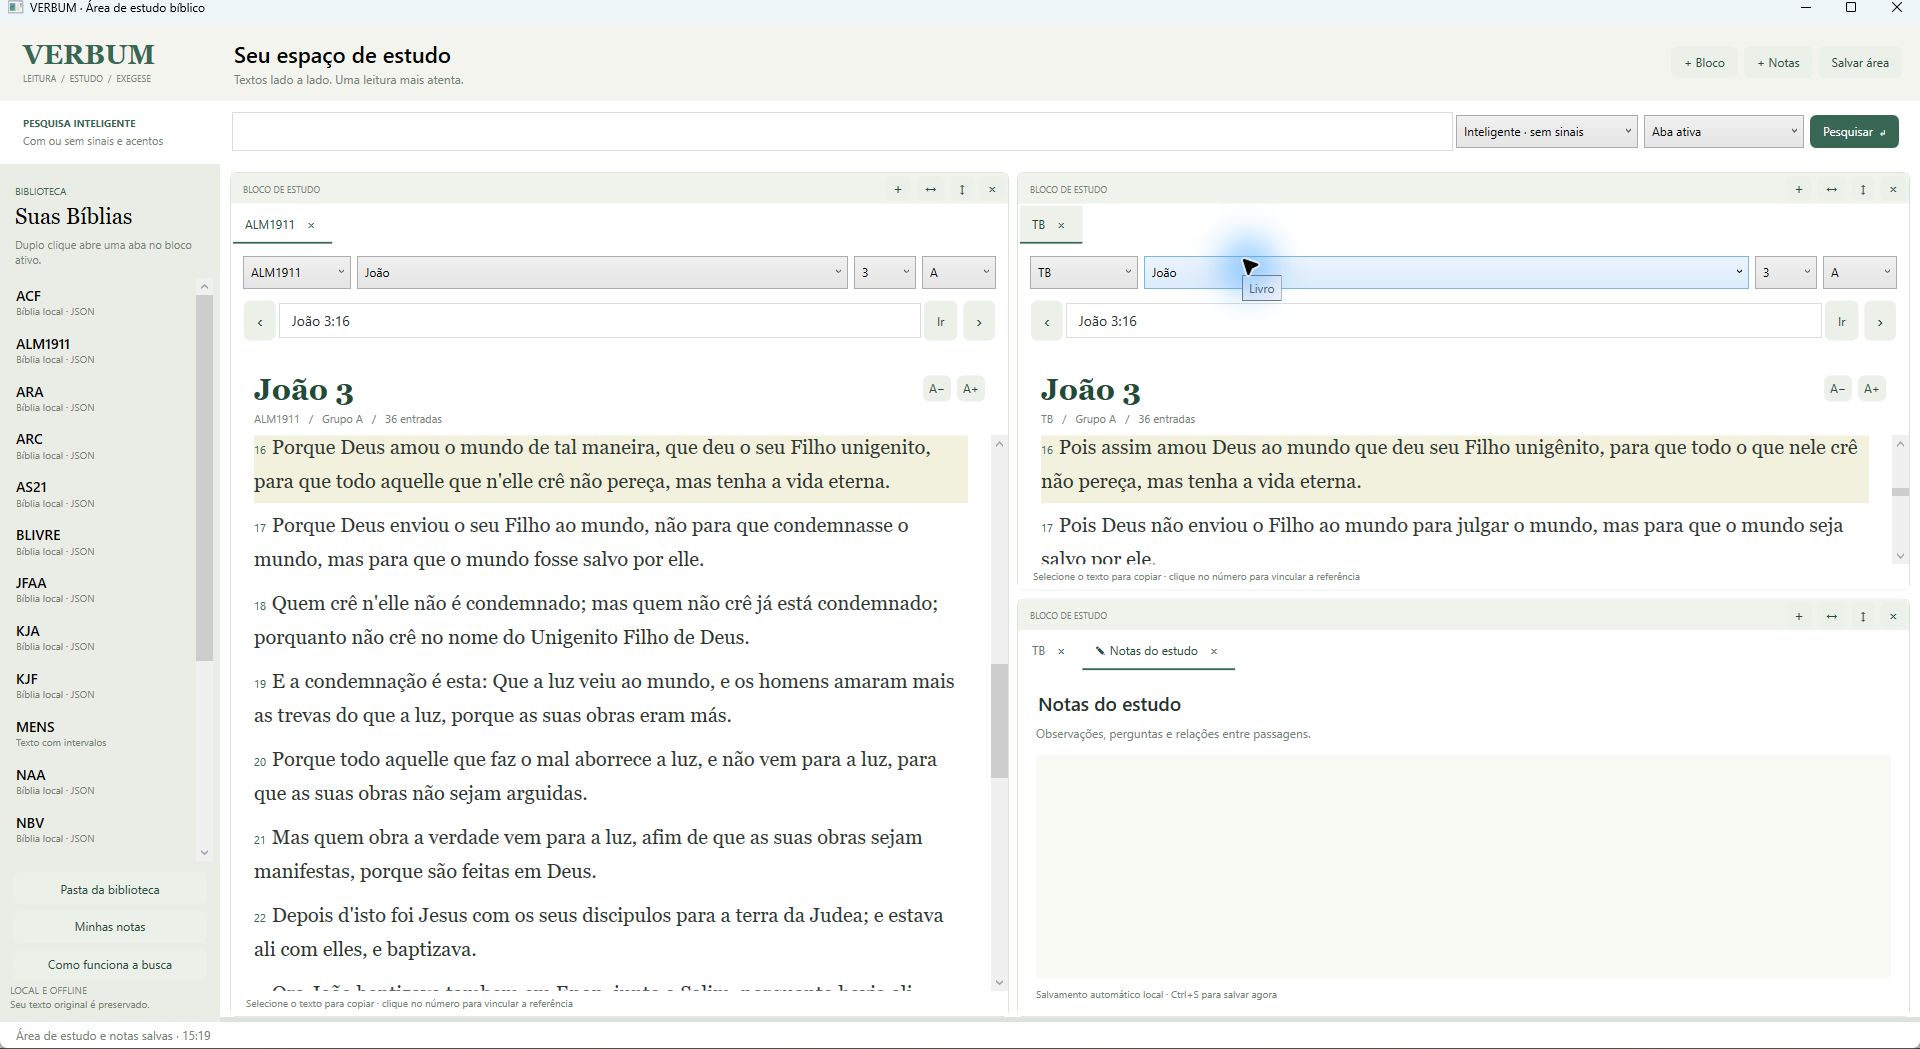 VERBUM · Área de estudo bíblico
VERBUM
LEITURA / ESTUDO / EXEGESE
Seu espaço de estudo
Textos lado a lado. Uma leitura mais atenta.
+ Bloco
+ Notas
Salvar área
PESQUISA INTELIGENTE
Com ou sem sinais e acentos
Inteligente · sem sinais
Aba ativa
Pesquisar ↲
BIBLIOTECA
Suas Bíblias
Duplo clique abre uma aba no bloco
ativo.
ACF
Bíblia local · JSON
ALM1911
Bíblia local · JSON
ARA
Bíblia local · JSON
ARC
Bíblia local · JSON
AS21
Bíblia local · JSON
BLIVRE
Bíblia local · JSON
JFAA
Bíblia local · JSON
KJA
Bíblia local · JSON
KJF
Bíblia local · JSON
MENS
Texto com intervalos
NAA
Bíblia local · JSON
NBV
Bíblia local · JSON
Pasta da biblioteca
Minhas notas
Como funciona a busca
LOCAL E OFFLINE
Seu texto original é preservado.
BLOCO DE ESTUDO
+ ↔ ↕ ×
ALM1911 ×
ALM1911
João
3
A
‹
João 3:16
Ir
›
João 3
A− A+
ALM1911 / Grupo A / 36 entradas
16 Porque Deus amou o mundo de tal maneira, que deu o seu Filho unigenito,
para que todo aquelle que n'elle crê não pereça, mas tenha a vida eterna.
17 Porque Deus enviou o seu Filho ao mundo, não para que condemnasse o
mundo, mas para que o mundo fosse salvo por elle.
18 Quem crê n'elle não é condemnado; mas quem não crê já está condemnado;
porquanto não crê no nome do Unigenito Filho de Deus.
19 E a condemnação é esta: Que a luz veiu ao mundo, e os homens amaram mais
as trevas do que a luz, porque as suas obras eram más.
20 Porque todo aquelle que faz o mal aborrece a luz, e não vem para a luz, para
que as suas obras não sejam arguidas.
21 Mas quem obra a verdade vem para a luz, afim de que as suas obras sejam
manifestas, porque são feitas em Deus.
22 Depois d'isto foi Jesus com os seus discipulos para a terra da Judea; e estava
ali com elles, e baptizava.
Selecione o texto para copiar · clique no número para vincular a referência
BLOCO DE ESTUDO
+ ↔ ↕ ×
TB ×
TB
João
3
A
Livro
‹
João 3:16
Ir
›
João 3
A− A+
TB / Grupo A / 36 entradas
16 Pois assim amou Deus ao mundo que deu seu Filho unigênito, para que todo o que nele crê
não pereça, mas tenha a vida eterna.
17 Pois Deus não enviou o Filho ao mundo para julgar o mundo, mas para que o mundo seja
salvo por ele.
Selecione o texto para copiar · clique no número para vincular a referência
BLOCO DE ESTUDO
+ ↔ ↕ ×
TB × ✎ Notas do estudo ×
Notas do estudo
Observações, perguntas e relações entre passagens.
Salvamento automático local · Ctrl+S para salvar agora
Área de estudo e notas salvas · 15:19